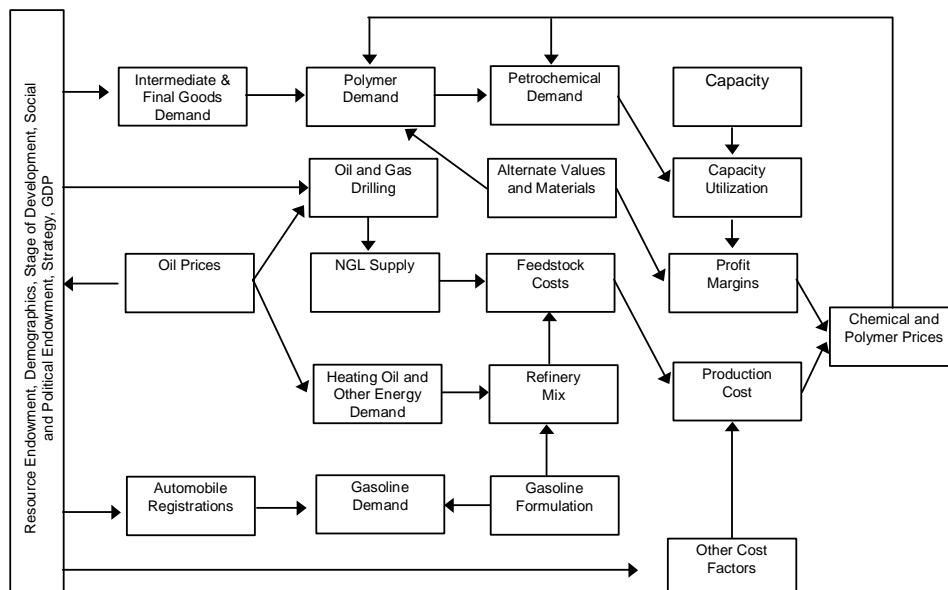 Resource Endowment, Demographics, Stage of Development, Social
and Political Endowment, Strategy, GDP
Intermediate &
Final Goods
Demand
Polymer
Demand
Petrochemical
Demand
Capacity
Oil and Gas
Drilling
Alternate Values
and Materials
Capacity
Utilization
Oil Prices
NGL Supply
Feedstock
Costs
Profit
Margins
Chemical and
Polymer Prices
Heating Oil and
Other Energy
Demand
Refinery
Mix
Production
Cost
Automobile
Registrations
Gasoline
Demand
Gasoline
Formulation
Other Cost
Factors